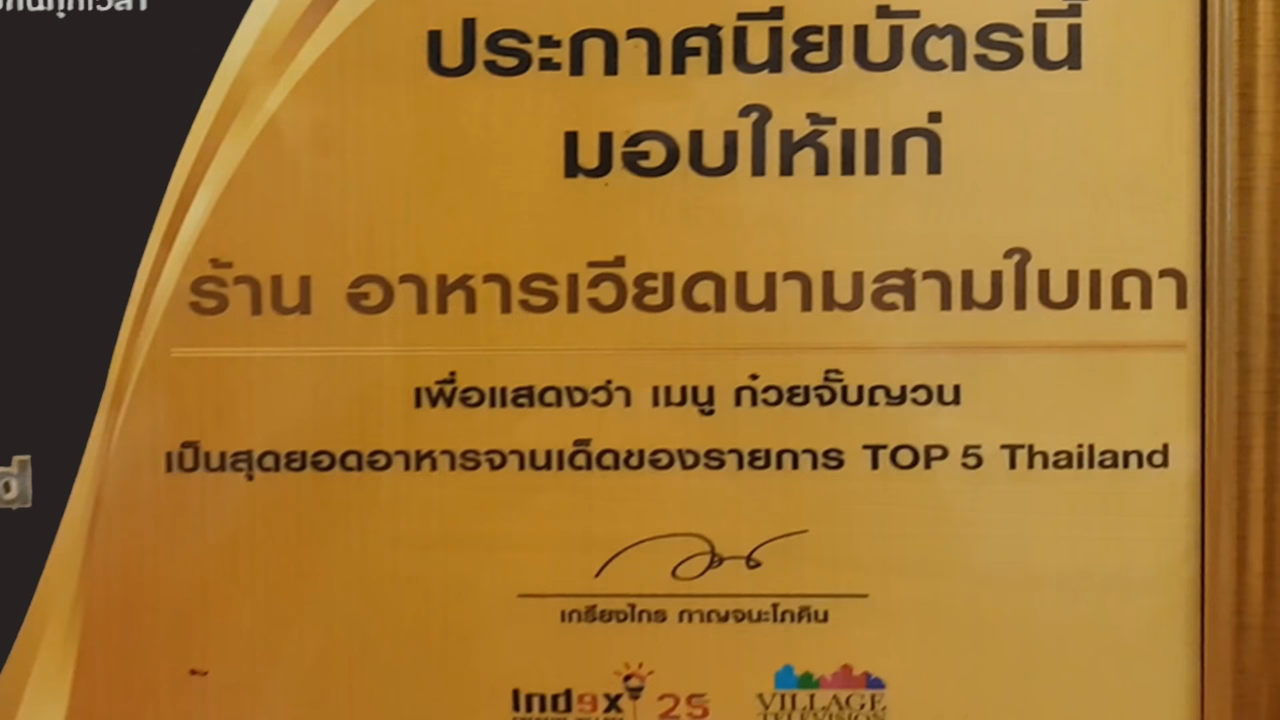 ประกาศนียบัตรนี้
มอบให้แก่
ร้าน อาหารเวียดนามสามใบเถา
เพื่อแสดงว่า เมนู ก๋วยจั๊บญวน
เป็นสุดยอดอาหารจานเด็ดของรายการ TOP 5 Thailand
เกรียงไกร กาญจนะโภคิน
Index 25
VILLAGE
TELEVISION